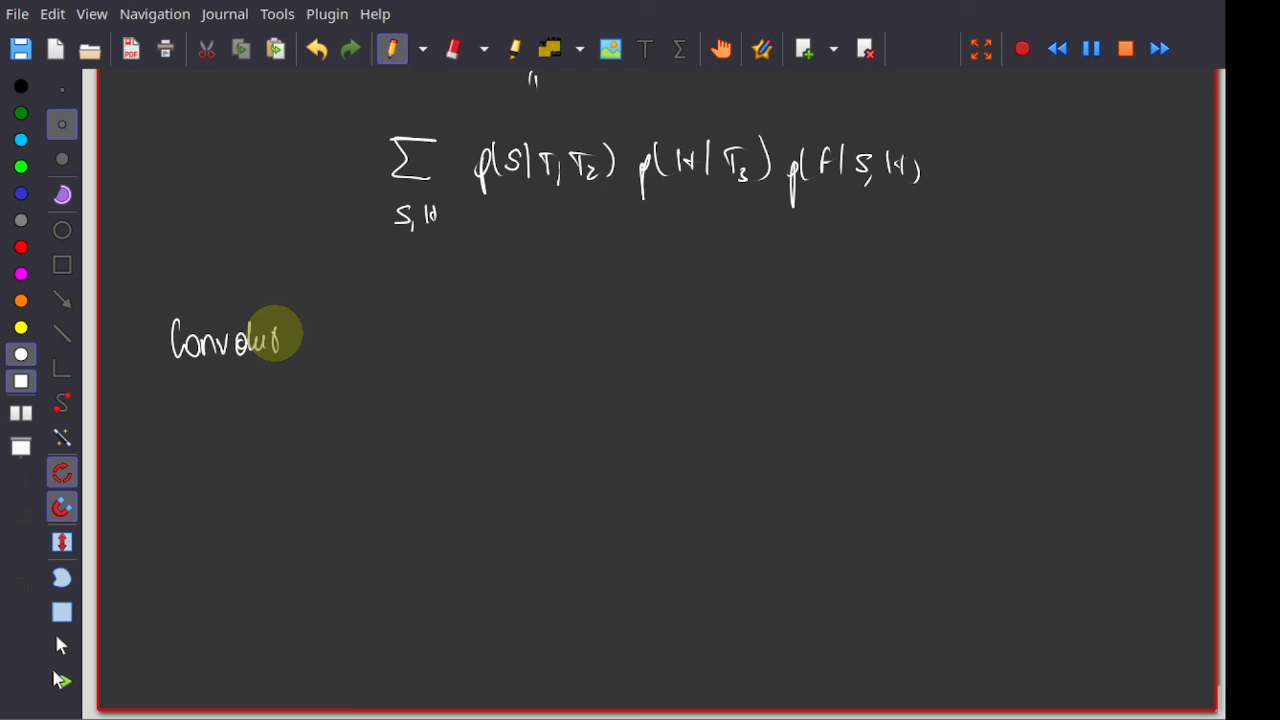 File Edit View Navigation Journal Tools Plugin Help
∑ p(S|T₁,T₂) p(H|T₃) p(F|S,H)
S,H
Convolut